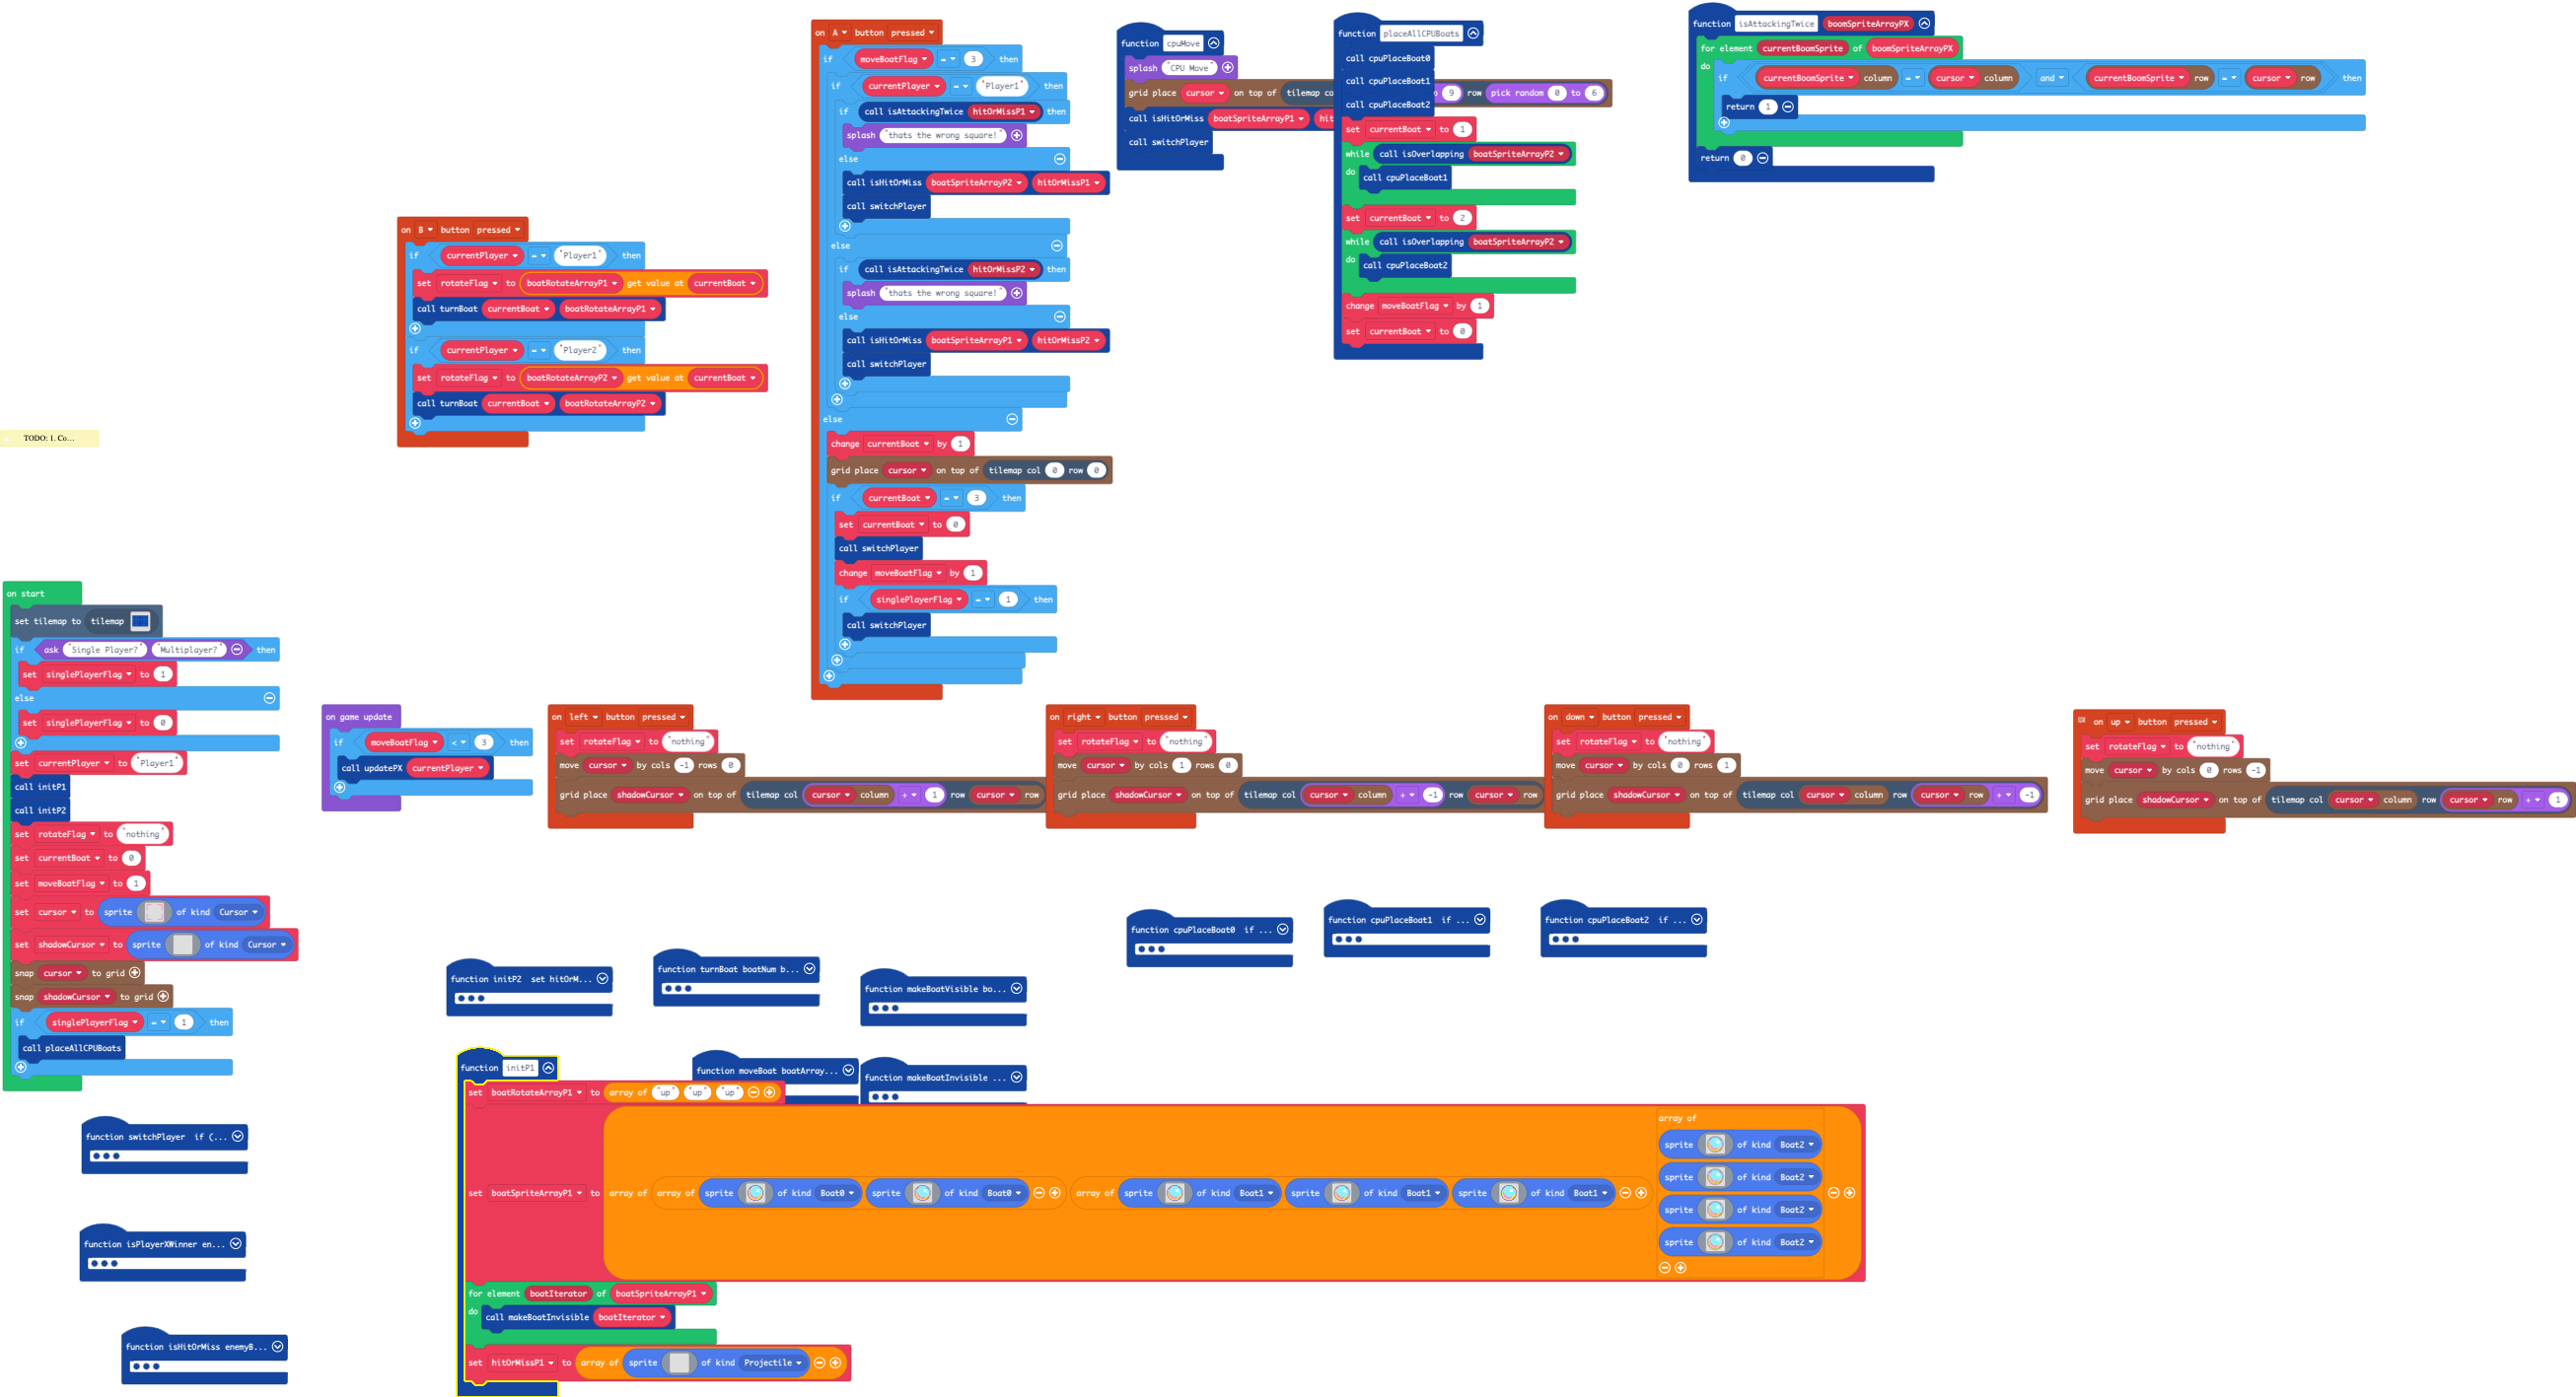 on A button pressed
if moveBoatFlag = 3 then
if currentPlayer = "Player1" then
if call isAttackingTwice hitOrMissP1 then
splash "thats the wrong square!"
else
call isHitOrMiss boatSpriteArrayP2 hitOrMissP1
call switchPlayer
else
if call isAttackingTwice hitOrMissP2 then
splash "thats the wrong square!"
else
call isHitOrMiss boatSpriteArrayP1 hitOrMissP2
call switchPlayer
else
change currentBoat by 1
grid place cursor on top of tilemap col 0 row 0
if currentBoat = 3 then
set currentBoat to 0
call switchPlayer
change moveBoatFlag by 1
if singlePlayerFlag = 1 then
call switchPlayer
function cpuMove
splash "CPU Move"
grid place cursor on top of tilemap co
o 9 row pick random 0 to 6
call isHitOrMiss boatSpriteArrayP1 hit
call switchPlayer
function placeAllCPUBoats
call cpuPlaceBoat0
call cpuPlaceBoat1
call cpuPlaceBoat2
set currentBoat to 1
while call isOverlapping boatSpriteArrayP2
do call cpuPlaceBoat1
set currentBoat to 2
while call isOverlapping boatSpriteArrayP2
do call cpuPlaceBoat2
change moveBoatFlag by 1
set currentBoat to 0
function isAttackingTwice boomSpriteArrayPX
for element currentBoomSprite of boomSpriteArrayPX
do if currentBoomSprite column = cursor column and currentBoomSprite row = cursor row then
return 1
return 0
on B button pressed
if currentPlayer = "Player1" then
set rotateFlag to boatRotateArrayP1 get value at currentBoat
call turnBoat currentBoat boatRotateArrayP1
if currentPlayer = "Player2" then
set rotateFlag to boatRotateArrayP2 get value at currentBoat
call turnBoat currentBoat boatRotateArrayP2
TODO: 1. Co...
on start
set tilemap to tilemap
if ask "Single Player?" "Multiplayer?" then
set singlePlayerFlag to 1
else
set singlePlayerFlag to 0
set currentPlayer to "Player1"
call initP1
call initP2
set rotateFlag to "nothing"
set currentBoat to 0
set moveBoatFlag to 1
set cursor to sprite of kind Cursor
set shadowCursor to sprite of kind Cursor
snap cursor to grid
snap shadowCursor to grid
if singlePlayerFlag = 1 then
call placeAllCPUBoats
on game update
if moveBoatFlag < 3 then
call updatePX currentPlayer
on left button pressed
set rotateFlag to "nothing"
move cursor by cols -1 rows 0
grid place shadowCursor on top of tilemap col cursor column + 1 row cursor row
on right button pressed
set rotateFlag to "nothing"
move cursor by cols 1 rows 0
grid place shadowCursor on top of tilemap col cursor column + -1 row cursor row
on down button pressed
set rotateFlag to "nothing"
move cursor by cols 0 rows 1
grid place shadowCursor on top of tilemap col cursor column row cursor row + -1
on up button pressed
set rotateFlag to "nothing"
move cursor by cols 0 rows -1
grid place shadowCursor on top of tilemap col cursor column row cursor row + 1
function cpuPlaceBoat0 if ...
function cpuPlaceBoat1 if ...
function cpuPlaceBoat2 if ...
function initP2 set hitOrM...
function turnBoat boatNum b...
function makeBoatVisible bo...
function moveBoat boatArray...
function makeBoatInvisible ...
function switchPlayer if (...
function isPlayerXWinner en...
function isHitOrMiss enemyB...
function initP1
set boatRotateArrayP1 to array of "up" "up" "up"
set boatSpriteArrayP1 to array of array of sprite of kind Boat0 sprite of kind Boat0 array of sprite of kind Boat1 sprite of kind Boat1 sprite of kind Boat1
array of
sprite of kind Boat2
sprite of kind Boat2
sprite of kind Boat2
sprite of kind Boat2
for element boatIterator of boatSpriteArrayP1
do call makeBoatInvisible boatIterator
set hitOrMissP1 to array of sprite of kind Projectile